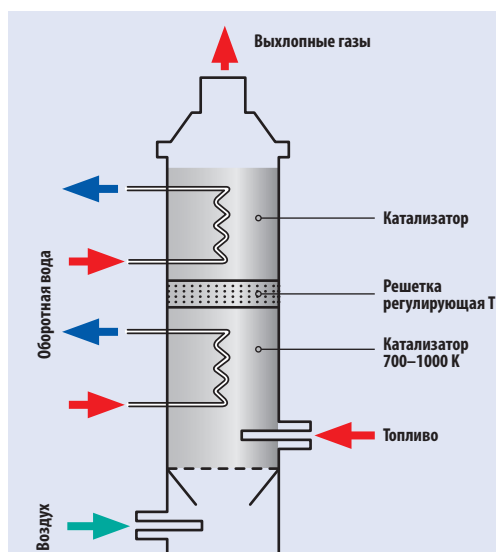 Выхлопные газы
Катализатор
Оборотная вода
Решетка
регулирующая Т
Катализатор
700–1000 К
Топливо
Воздух